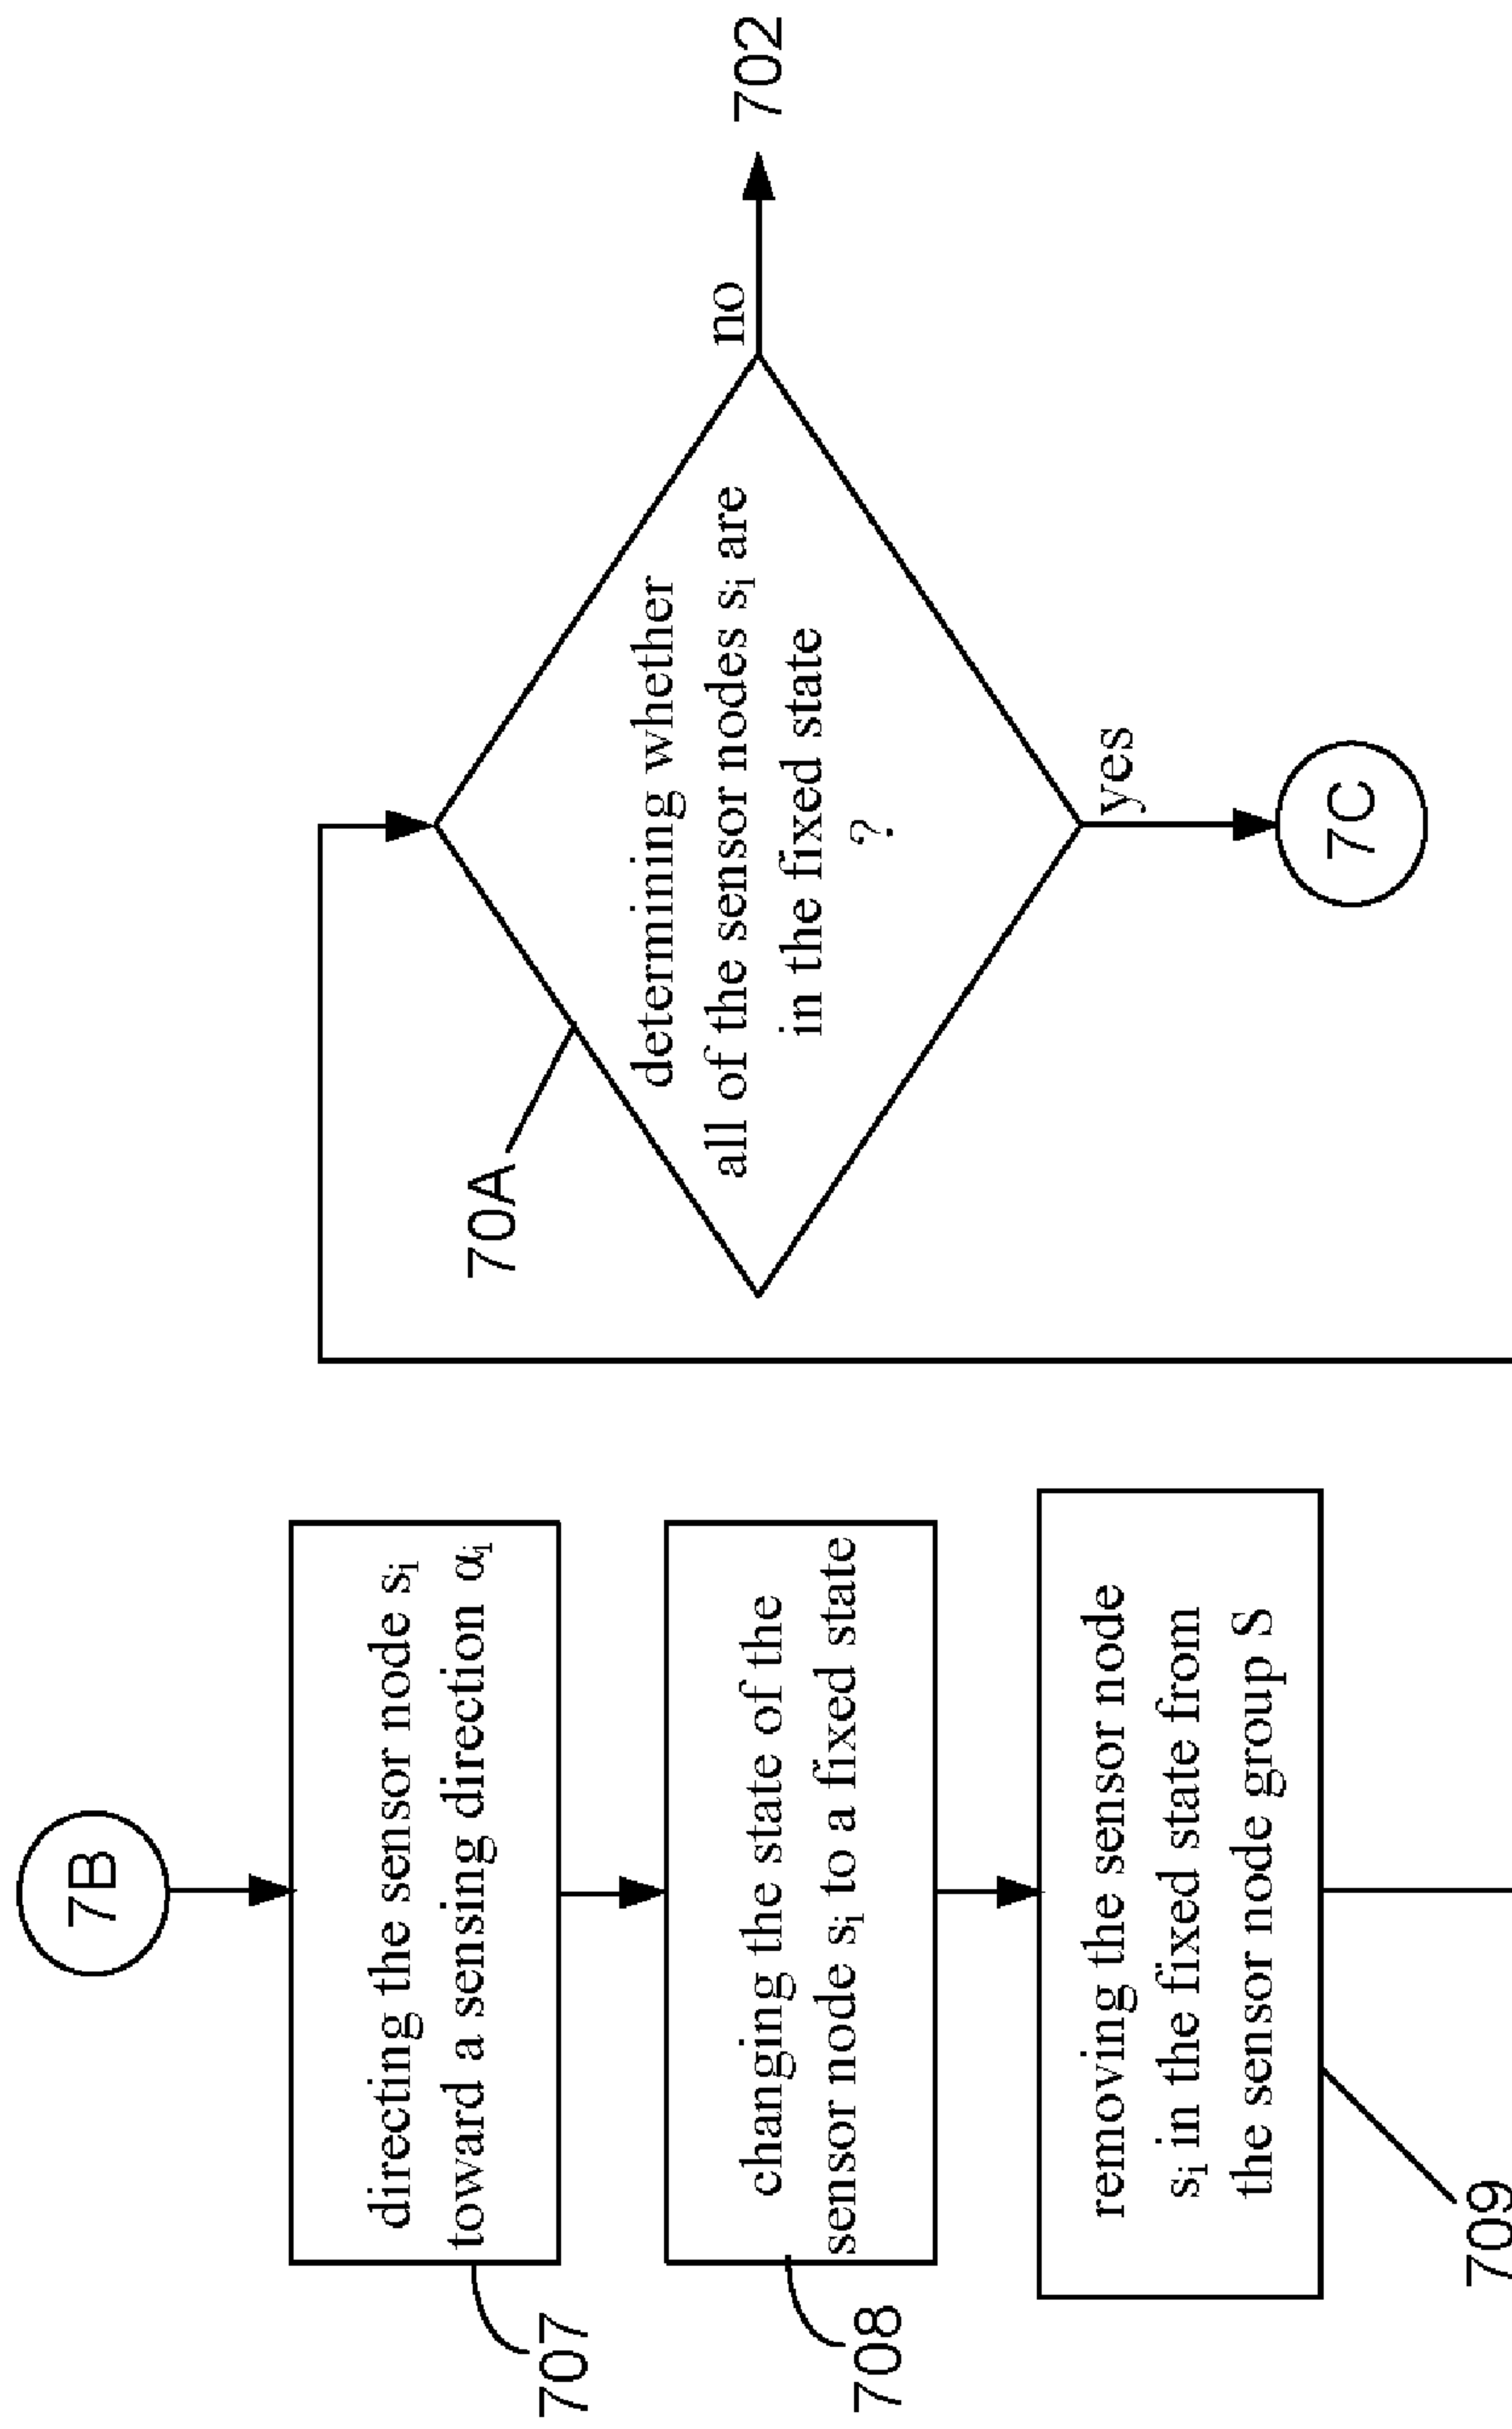 7B
directing the sensor node sᵢ
toward a sensing direction αᵢ
707
changing the state of the
sensor node sᵢ to a fixed state
708
removing the sensor node
sᵢ in the fixed state from
the sensor node group S
709
70A
determining whether
all of the sensor nodes sᵢ are
in the fixed state
?
no
702
yes
7C